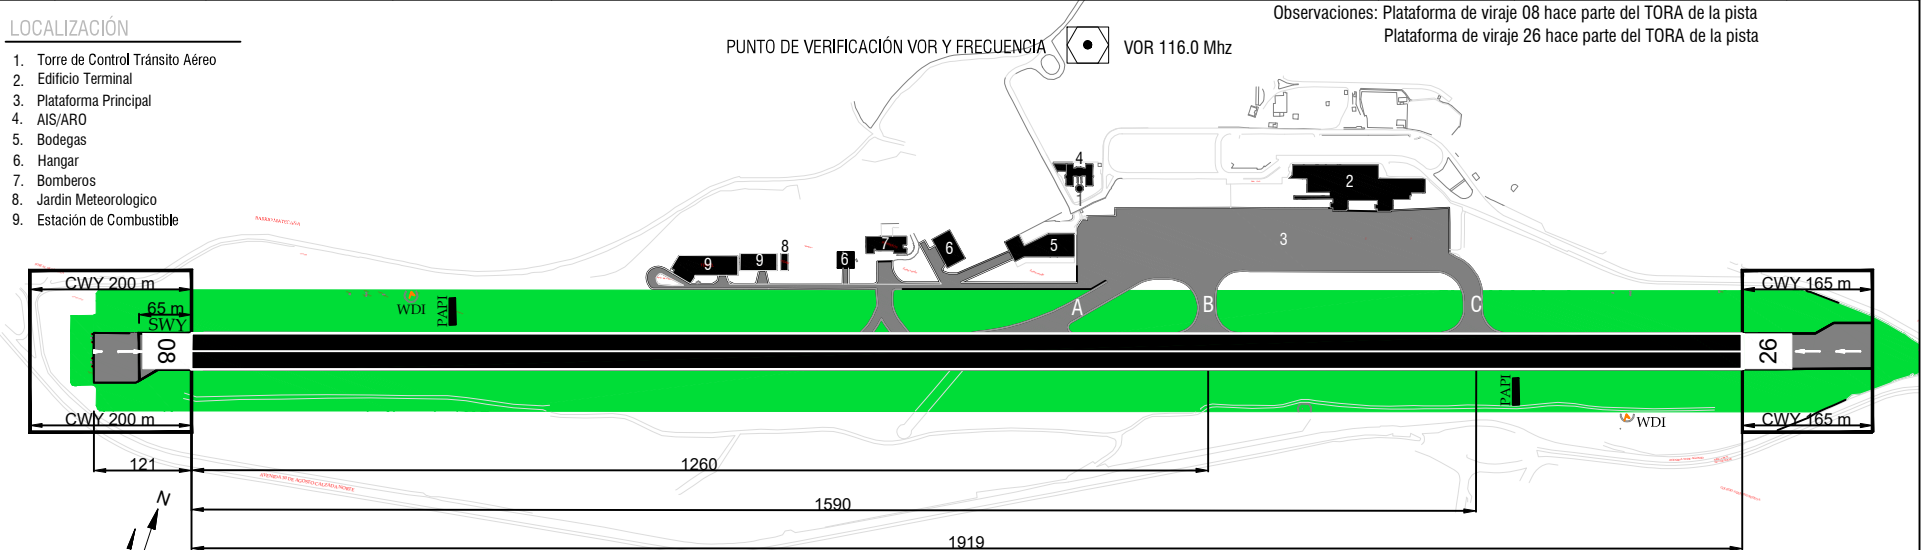 LOCALIZACIÓN
1. Torre de Control Tránsito Aéreo
2. Edificio Terminal
3. Plataforma Principal
4. AIS/ARO
5. Bodegas
6. Hangar
7. Bomberos
8. Jardin Meteorologico
9. Estación de Combustible
Observaciones: Plataforma de viraje 08 hace parte del TORA de la pista
Plataforma de viraje 26 hace parte del TORA de la pista
PUNTO DE VERIFICACIÓN VOR Y FRECUENCIA
VOR 116.0 Mhz
4
1
2
3
5
6
7
8
9
9
6
CWY 200 m
65 m
SWY
WDI
PAPI
A
B
C
CWY 165 m
08
26
CWY 200 m
PAPI
WDI
CWY 165 m
121
1260
1590
1919
N